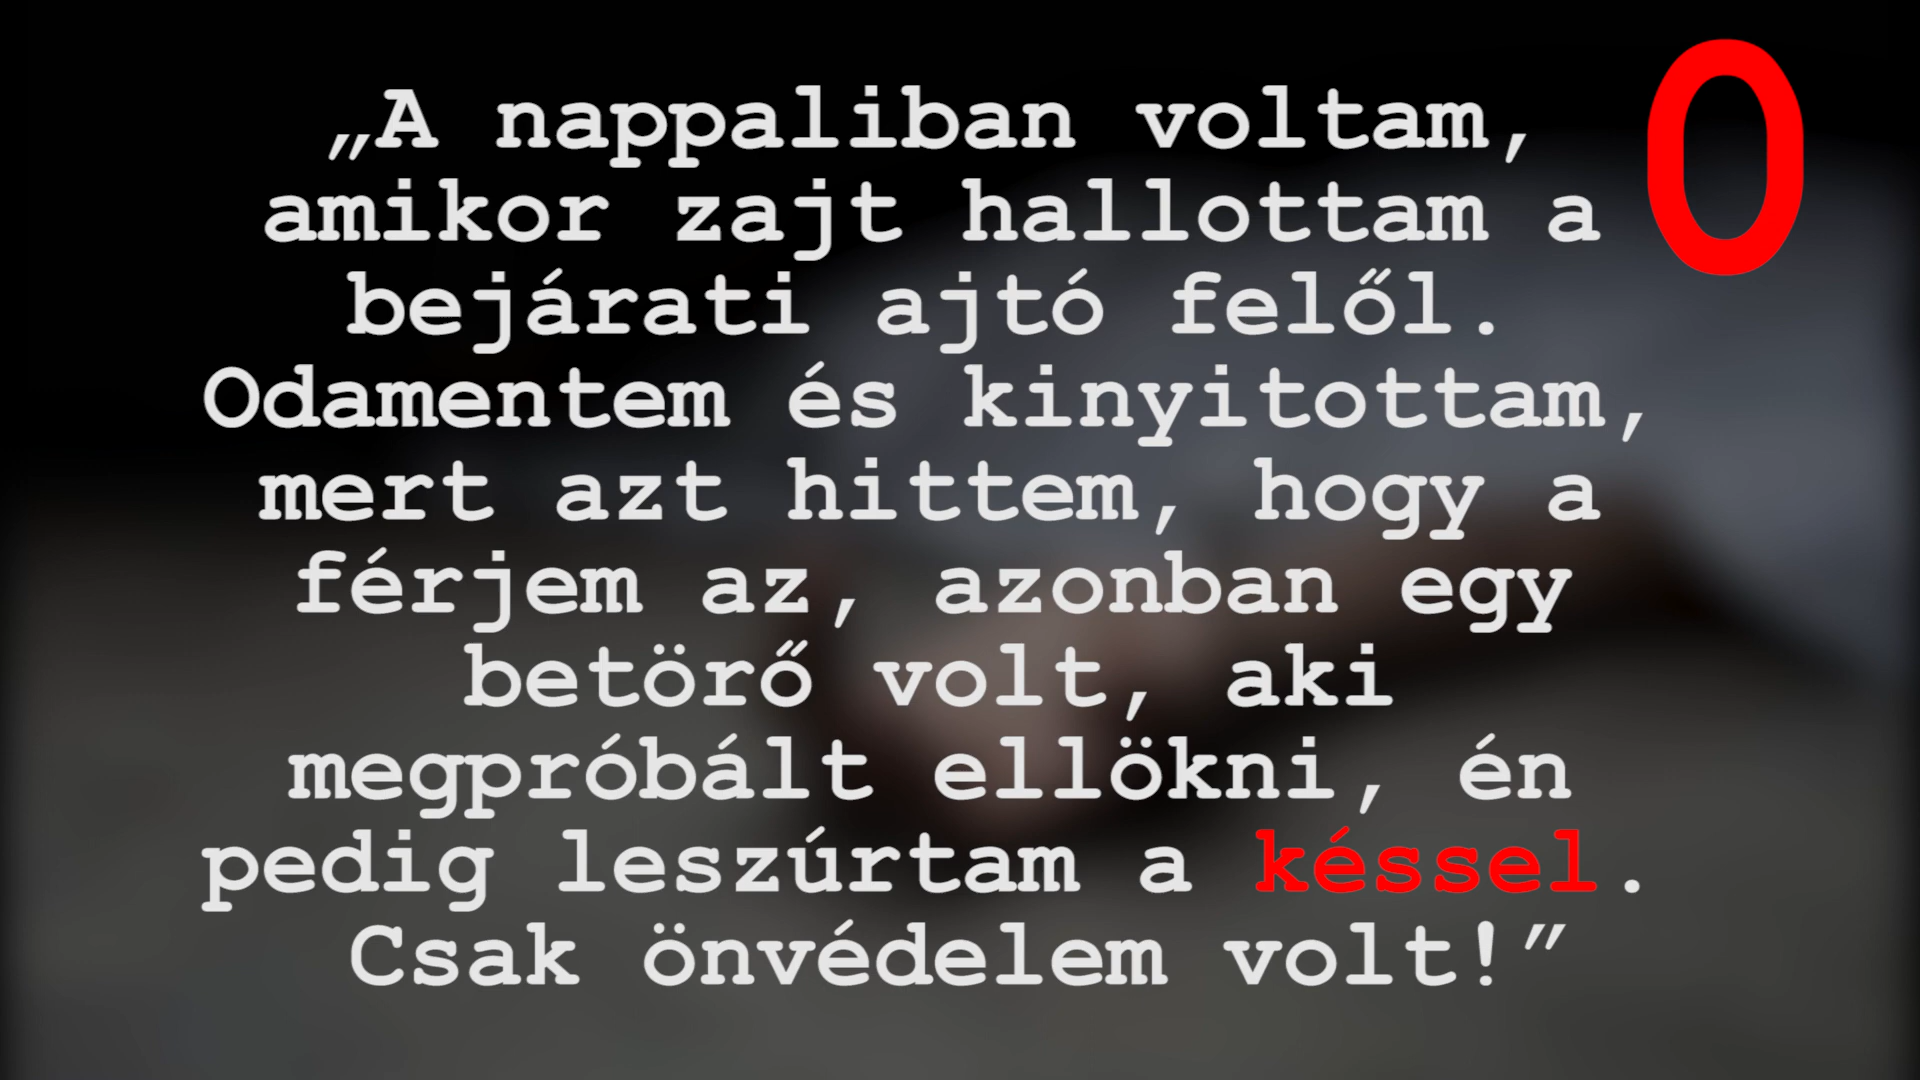 „A nappaliban voltam,
amikor zajt hallottam a
bejárati ajtó felől.
Odamentem és kinyitottam,
mert azt hittem, hogy a
férjem az, azonban egy
betörő volt, aki
megpróbált ellökni, én
pedig leszúrtam a késsel.
Csak önvédelem volt!”
0